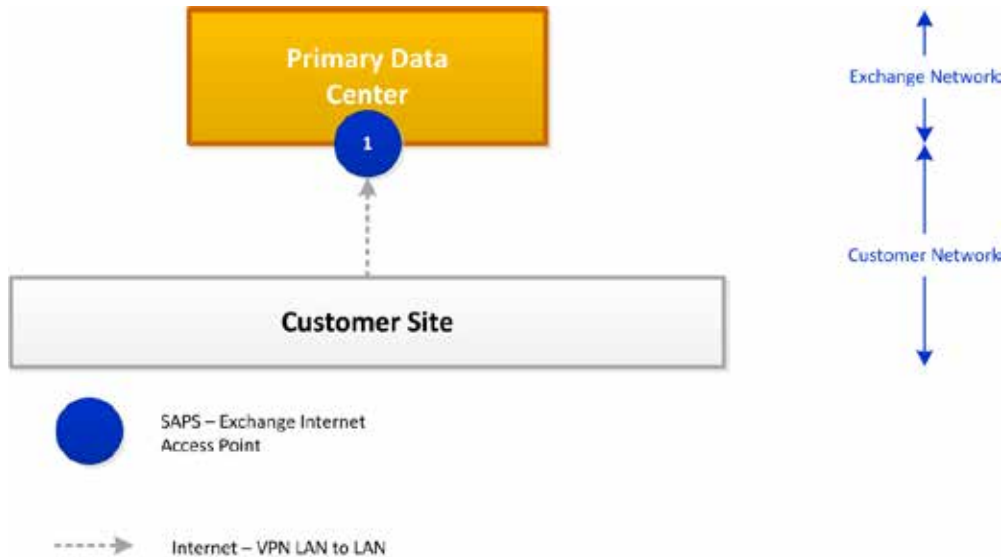 Primary Data
Center
1
Exchange Network
Customer Network
Customer Site
SAPS – Exchange Internet
Access Point
Internet – VPN LAN to LAN